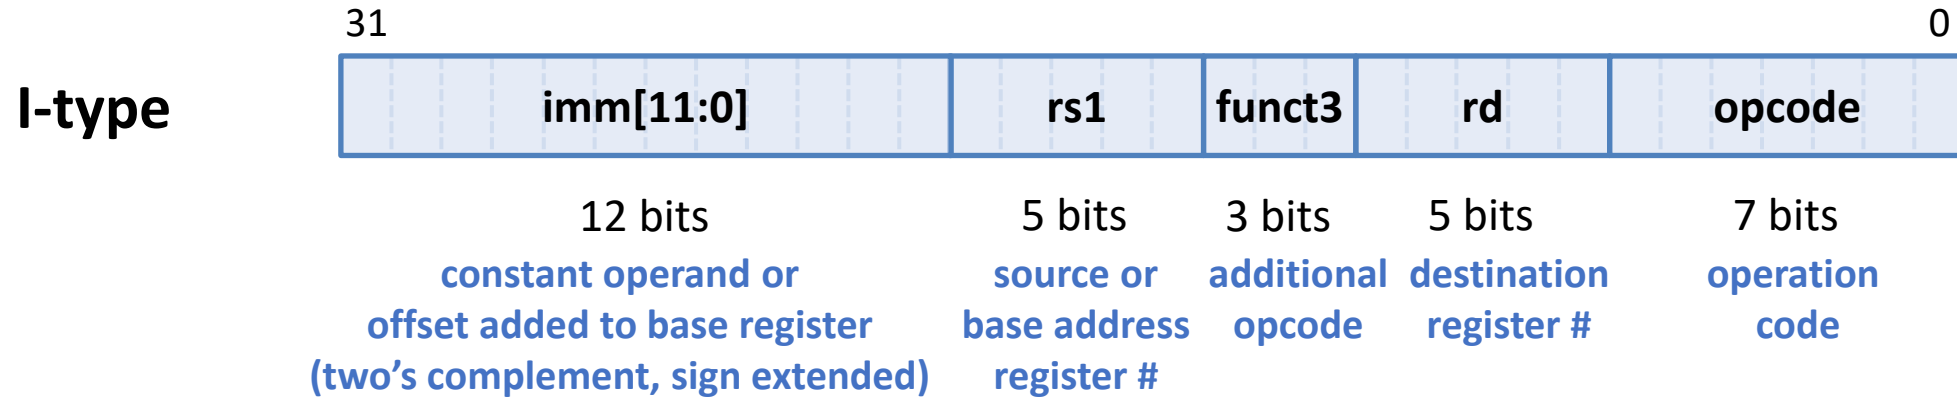 31 0
I-type imm[11:0] rs1 funct3 rd opcode
12 bits 5 bits 3 bits 5 bits 7 bits
constant operand or
offset added to base register
(two's complement, sign extended)
source or
base address
register #
additional
opcode
destination
register #
operation
code